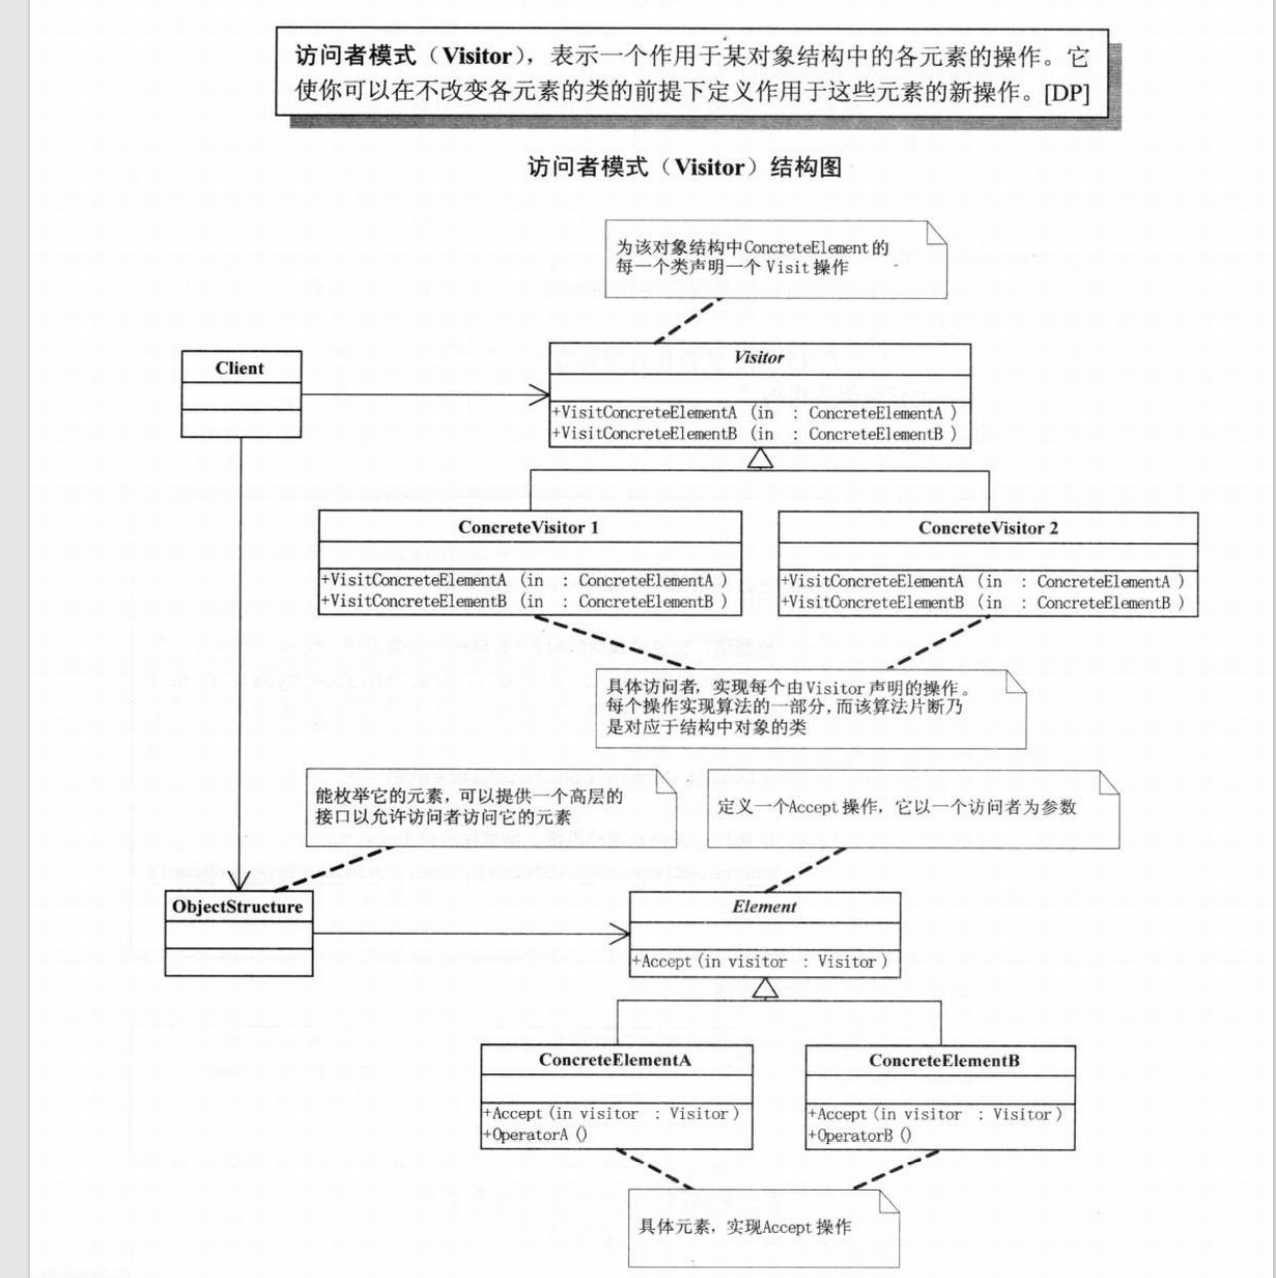 访问者模式（Visitor），表示一个作用于某对象结构中的各元素的操作。它
使你可以在不改变各元素的类的前提下定义作用于这些元素的新操作。[DP]
访问者模式（Visitor）结构图
为该对象结构中ConcreteElement的
每一个类声明一个 Visit 操作
Client
Visitor
+VisitConcreteElementA (in : ConcreteElementA )
+VisitConcreteElementB (in : ConcreteElementB )
ConcreteVisitor 1
+VisitConcreteElementA (in : ConcreteElementA )
+VisitConcreteElementB (in : ConcreteElementB )
ConcreteVisitor 2
+VisitConcreteElementA (in : ConcreteElementA )
+VisitConcreteElementB (in : ConcreteElementB )
具体访问者，实现每个由Visitor声明的操作。
每个操作实现算法的一部分,而该算法片断乃
是对应于结构中对象的类
能枚举它的元素，可以提供一个高层的
接口以允许访问者访问它的元素
定义一个Accept 操作，它以一个访问者为参数
ObjectStructure
Element
+Accept (in visitor : Visitor)
ConcreteElementA
+Accept (in visitor : Visitor)
+OperatorA ()
ConcreteElementB
+Accept (in visitor : Visitor)
+OperatorB ()
具体元素，实现Accept 操作